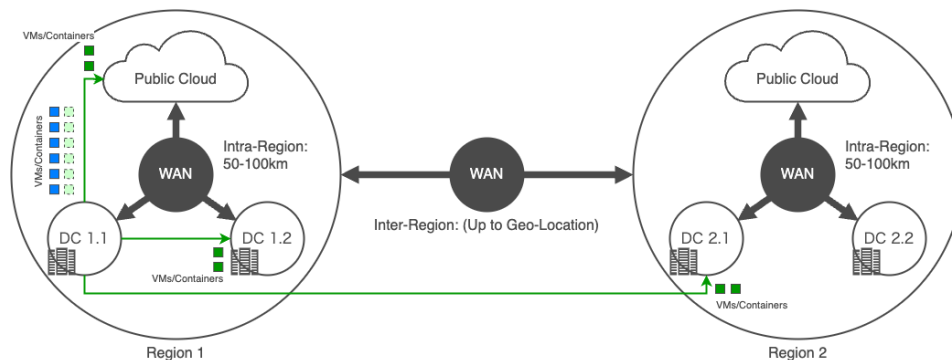 VMs/Containers
Public Cloud
VMs/Containers
Intra-Region:
50-100km
WAN
DC 1.1
DC 1.2
VMs/Containers
Region 1
WAN
Inter-Region: (Up to Geo-Location)
Public Cloud
Intra-Region:
50-100km
WAN
DC 2.1
DC 2.2
VMs/Containers
Region 2